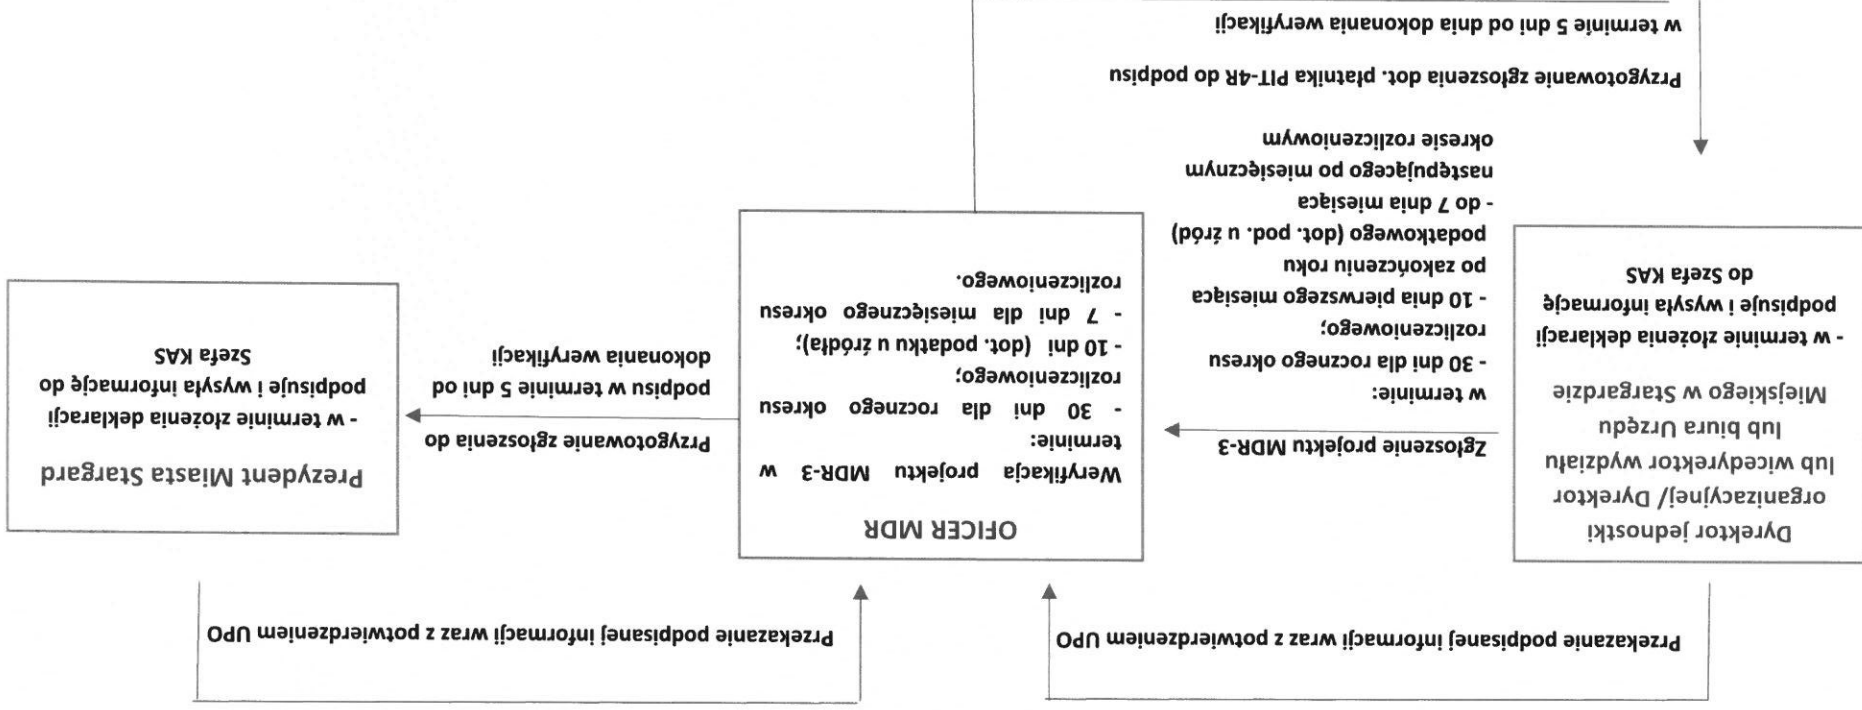 Przekazanie podpisanej informacji wraz z potwierdzeniem UPO
Przekazanie podpisanej informacji wraz z potwierdzeniem UPO
Dyrektor jednostki
organizacyjnej/ Dyrektor
lub wicedyrektor wydziału
lub biura Urzędu
Miejskiego w Stargardzie
- w terminie złożenia deklaracji
podpisuje i wysyła informację
do Szefa KAS
Zgłoszenie projektu MDR-3
w terminie:
- 30 dni dla rocznego okresu
rozliczeniowego;
- 10 dnia pierwszego miesiąca
po zakończeniu roku
podatkowego (dot. pod. u źród)
- do 7 dnia miesiąca
następującego po miesięcznym
okresie rozliczeniowym
OFICER MDR
Weryfikacja projektu MDR-3 w
terminie:
- 30 dni dla rocznego okresu
rozliczeniowego;
- 10 dni (dot. podatku u źródła);
- 7 dni dla miesięcznego okresu
rozliczeniowego.
Przygotowanie zgłoszenia do
podpisu w terminie 5 dni od
dokonania weryfikacji
Prezydent Miasta Stargard
- w terminie złożenia deklaracji
podpisuje i wysyła informację do
Szefa KAS
Przygotowanie zgłoszenia dot. płatnika PIT-4R do podpisu
w terminie 5 dni od dnia dokonania weryfikacji